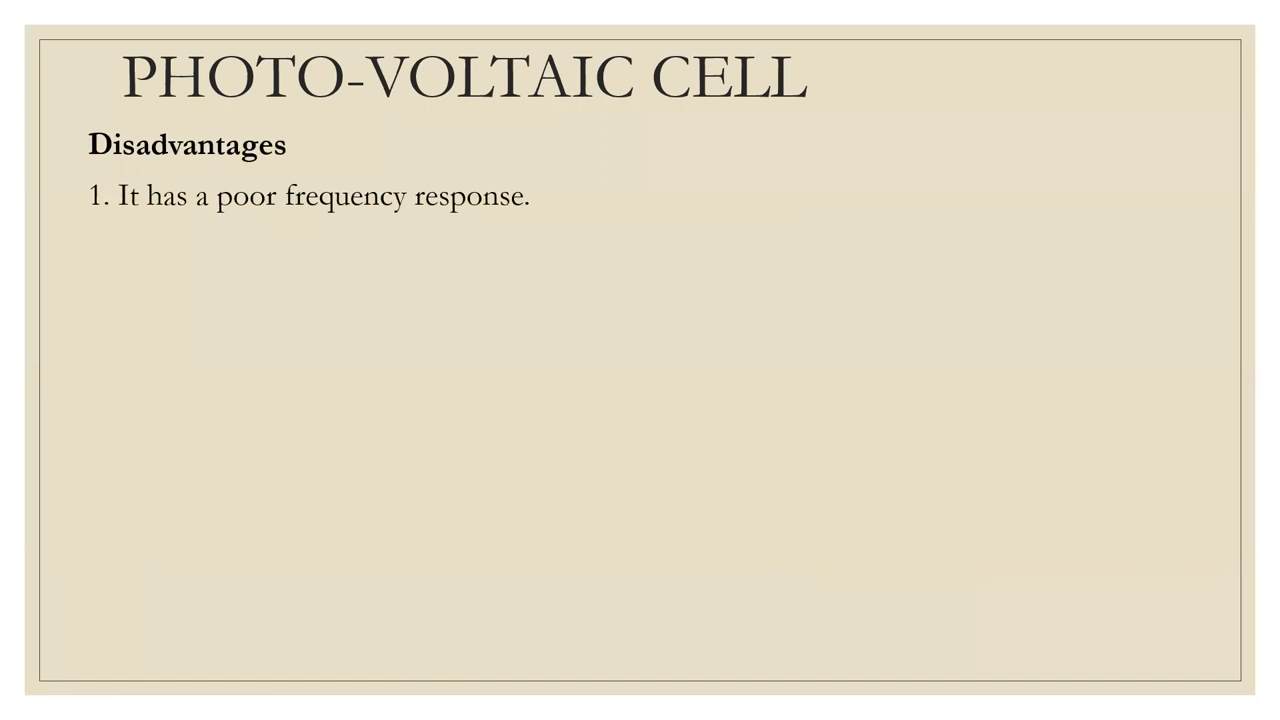 PHOTO-VOLTAIC CELL
Disadvantages
1. It has a poor frequency response.